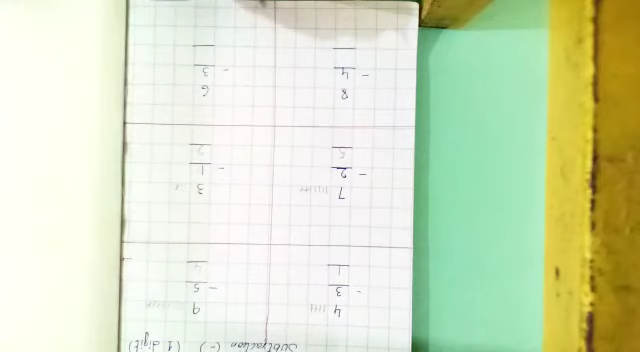 Subtraction (-) (1 digit)
4 9
- 3 - 5
1 4
7 3
- 2 - 1
5 2
8 6
- 4 - 3